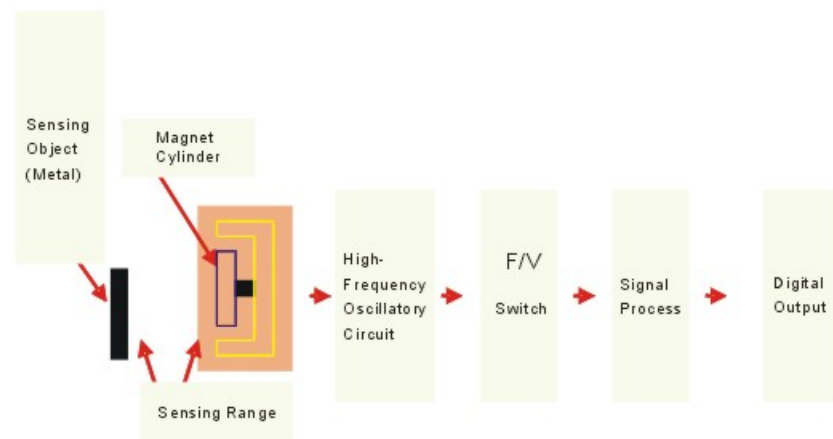 Sensing
Object
(Metal)
Magnet
Cylinder
High-
Frequency
Oscillatory
Circuit
F/V
Switch
Signal
Process
Digital
Output
Sensing Range